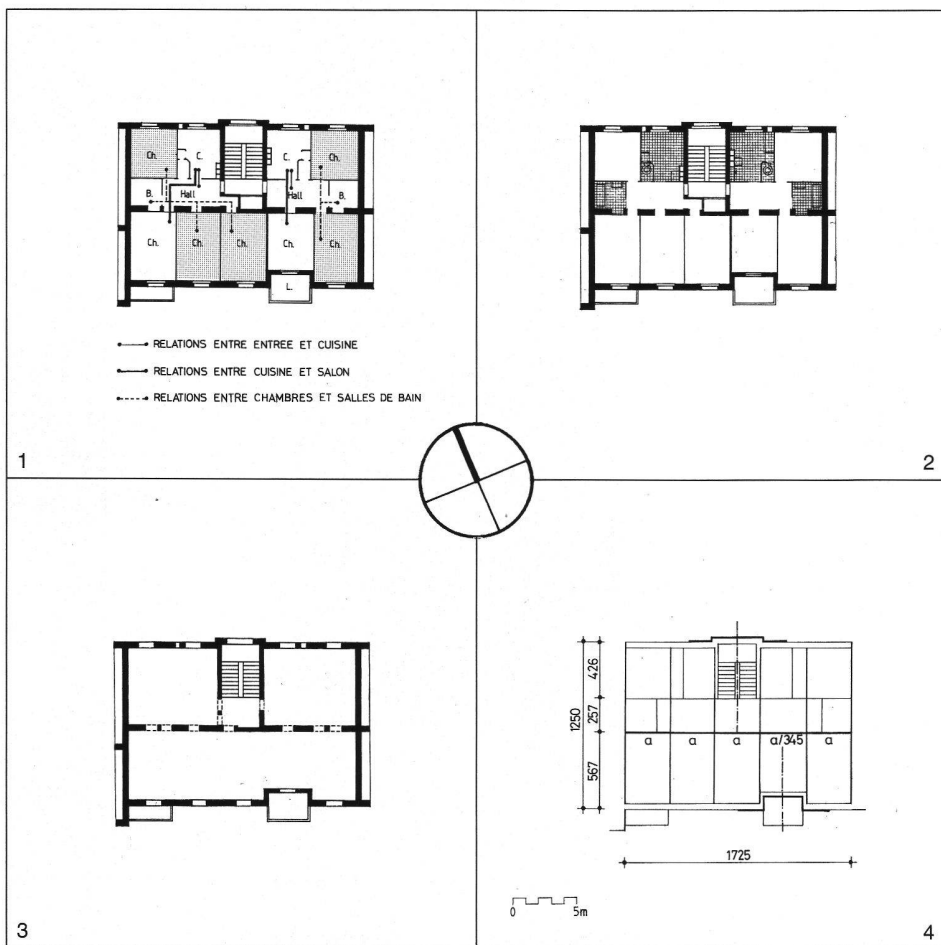 Ch. C. C. Ch.
B. Hall Hall B.
Ch. Ch. Ch. Ch. Ch.
L.
RELATIONS ENTRE ENTREE ET CUISINE
RELATIONS ENTRE CUISINE ET SALON
RELATIONS ENTRE CHAMBRES ET SALLES DE BAIN
1
2
3
426
1250
257
a a a a/345 a
567
1725
0 5m
4